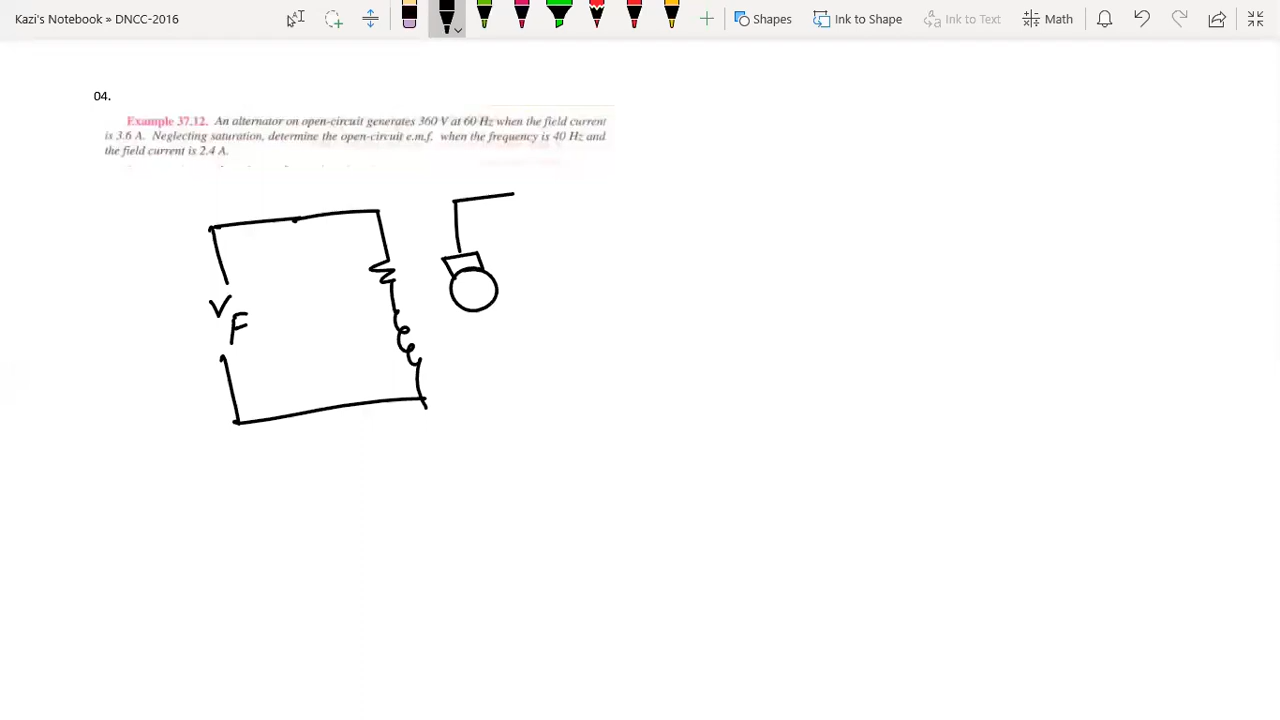 Kazi's Notebook » DNCC-2016
Shapes
Ink to Shape
Ink to Text
Math
04.
Example 37.12. An alternator on open-circuit generates 360 V at 60 Hz when the field current
is 3.6 A. Neglecting saturation, determine the open-circuit e.m.f. when the frequency is 40 Hz and
the field current is 2.4 A.
V
F